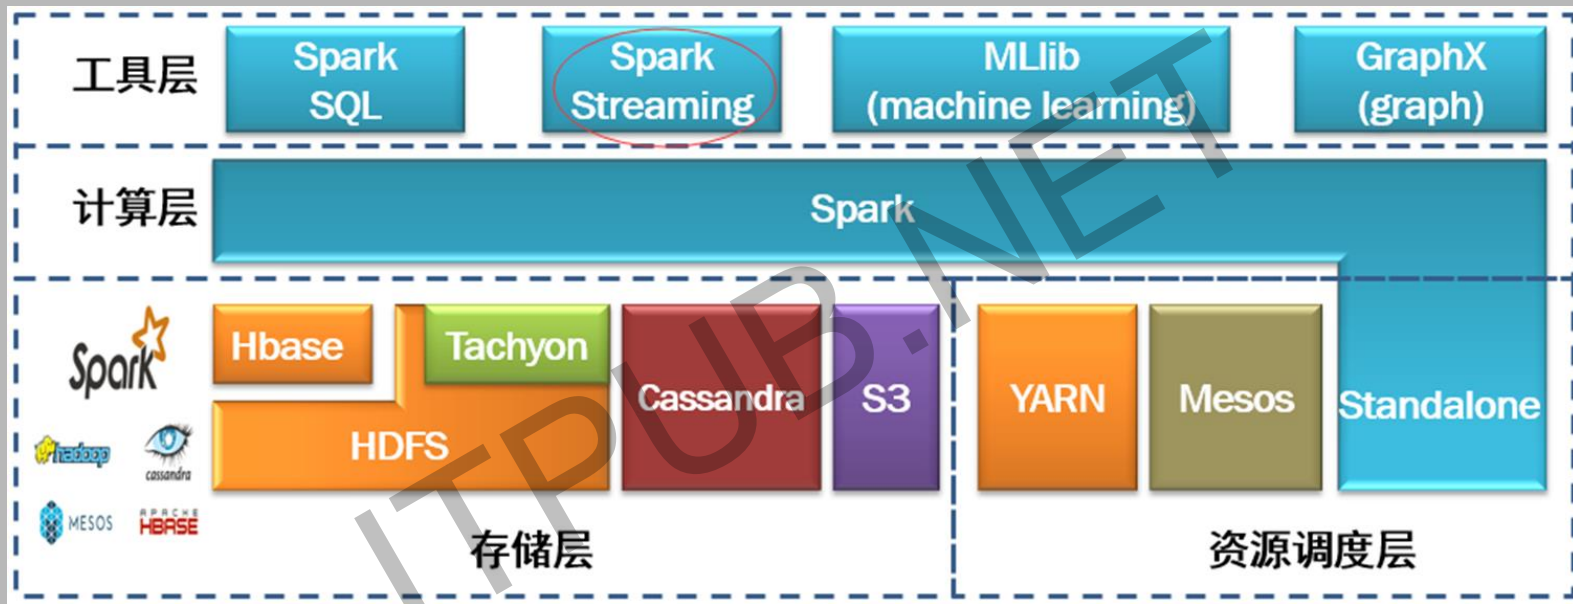 工具层
Spark
SQL
Spark
Streaming
MLlib
(machine learning)
GraphX
(graph)
计算层
Spark
Spark
hadoop
cassandra
MESOS
APACHE
HBASE
Hbase
Tachyon
HDFS
Cassandra
S3
存储层
YARN
Mesos
Standalone
资源调度层
ITPUB.NET